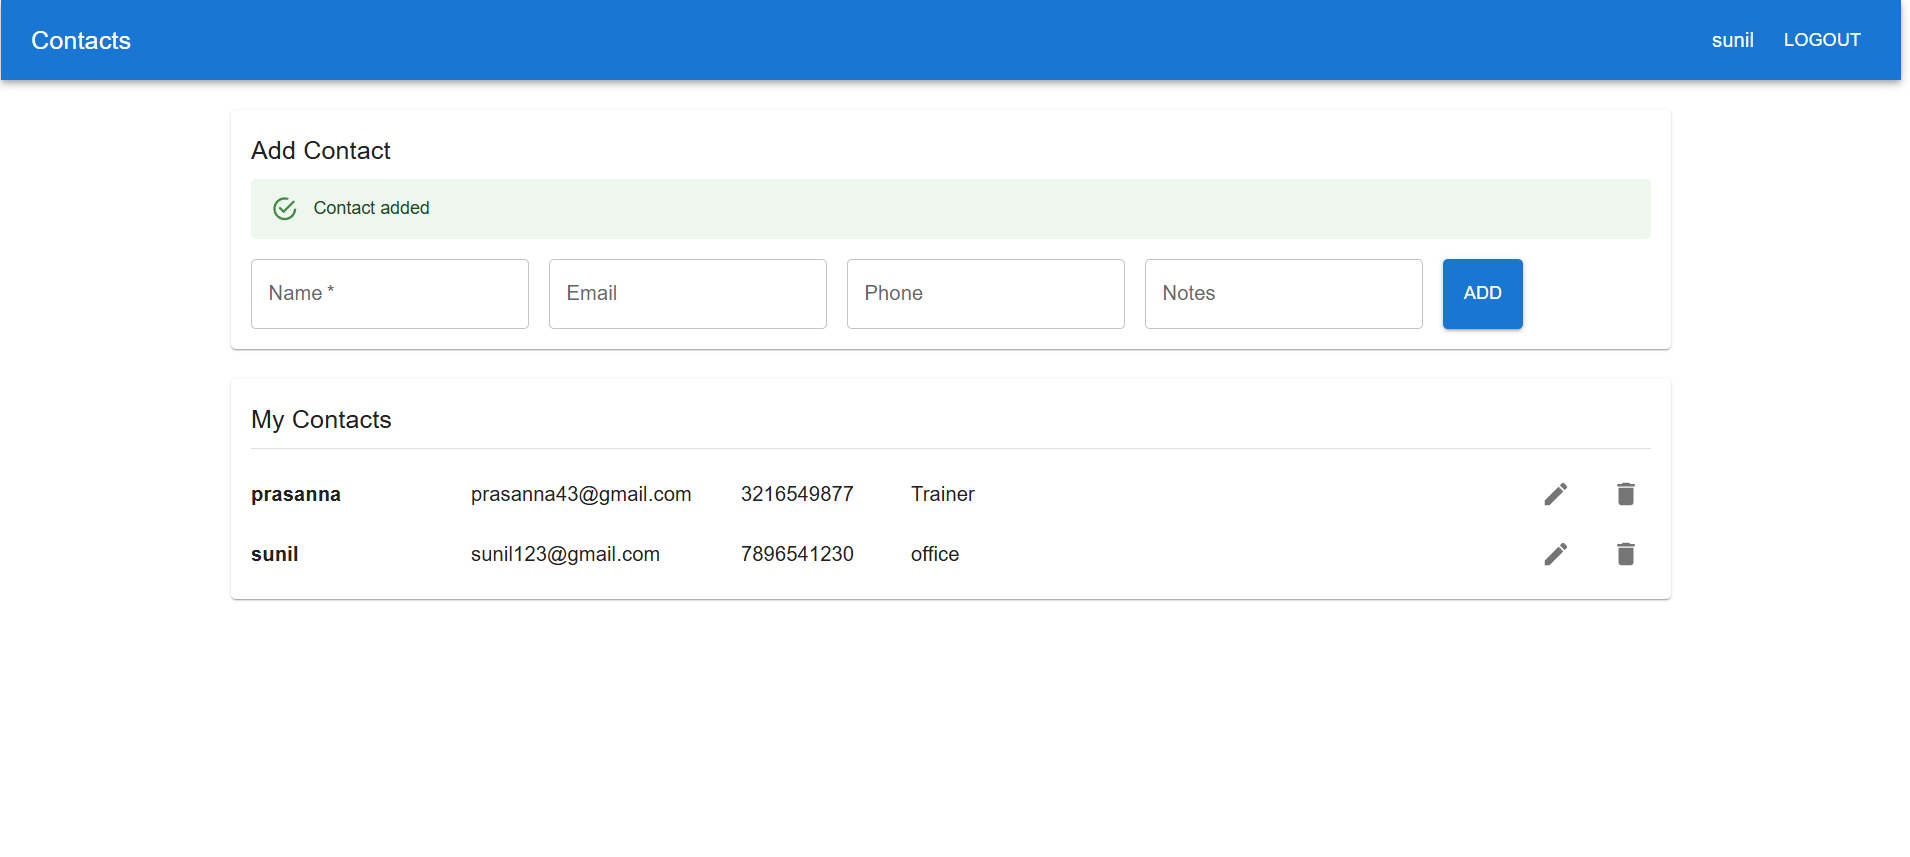 Contacts sunil LOGOUT
Add Contact
Contact added
Name * Email Phone Notes ADD
My Contacts
prasanna prasanna43@gmail.com 3216549877 Trainer
sunil sunil123@gmail.com 7896541230 office